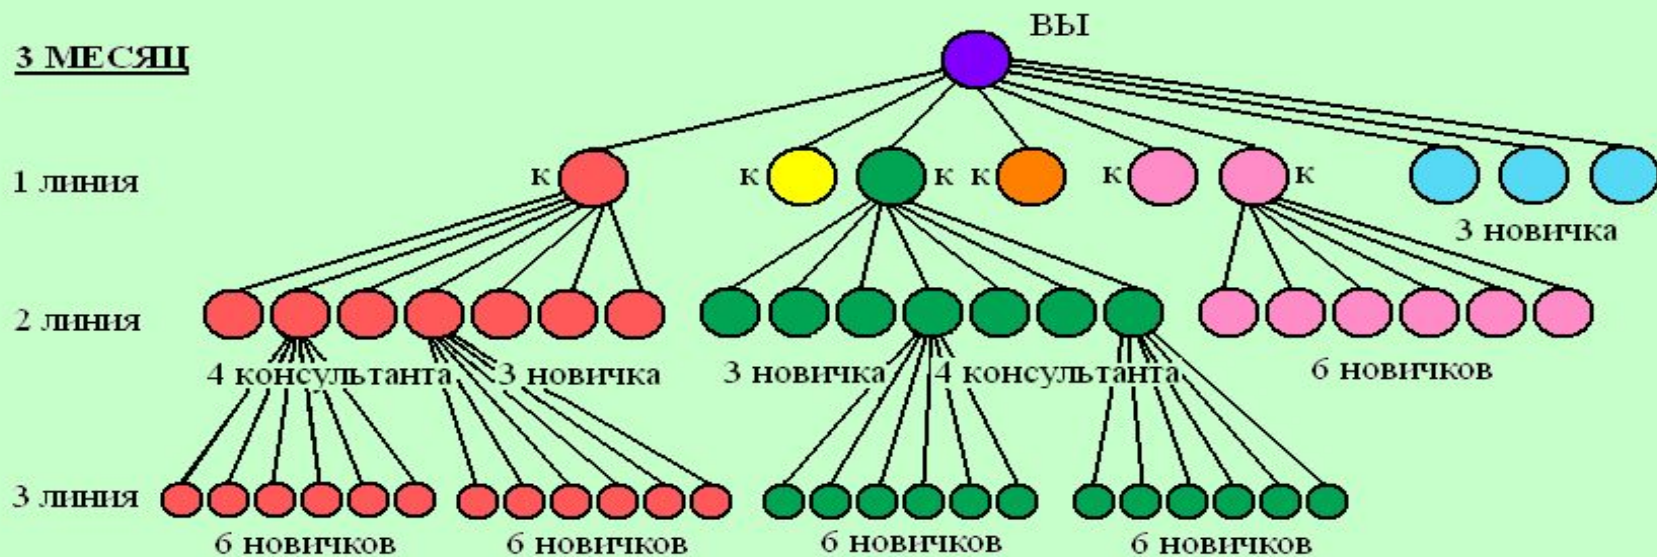 ВЫ
3 МЕСЯЦ
1 линия
к
к
к
к
к
к
3 новичка
2 линия
4 консультанта
3 новичка
3 новичка
4 консультанта
6 новичков
3 линия
6 новичков
6 новичков
6 новичков
6 новичков